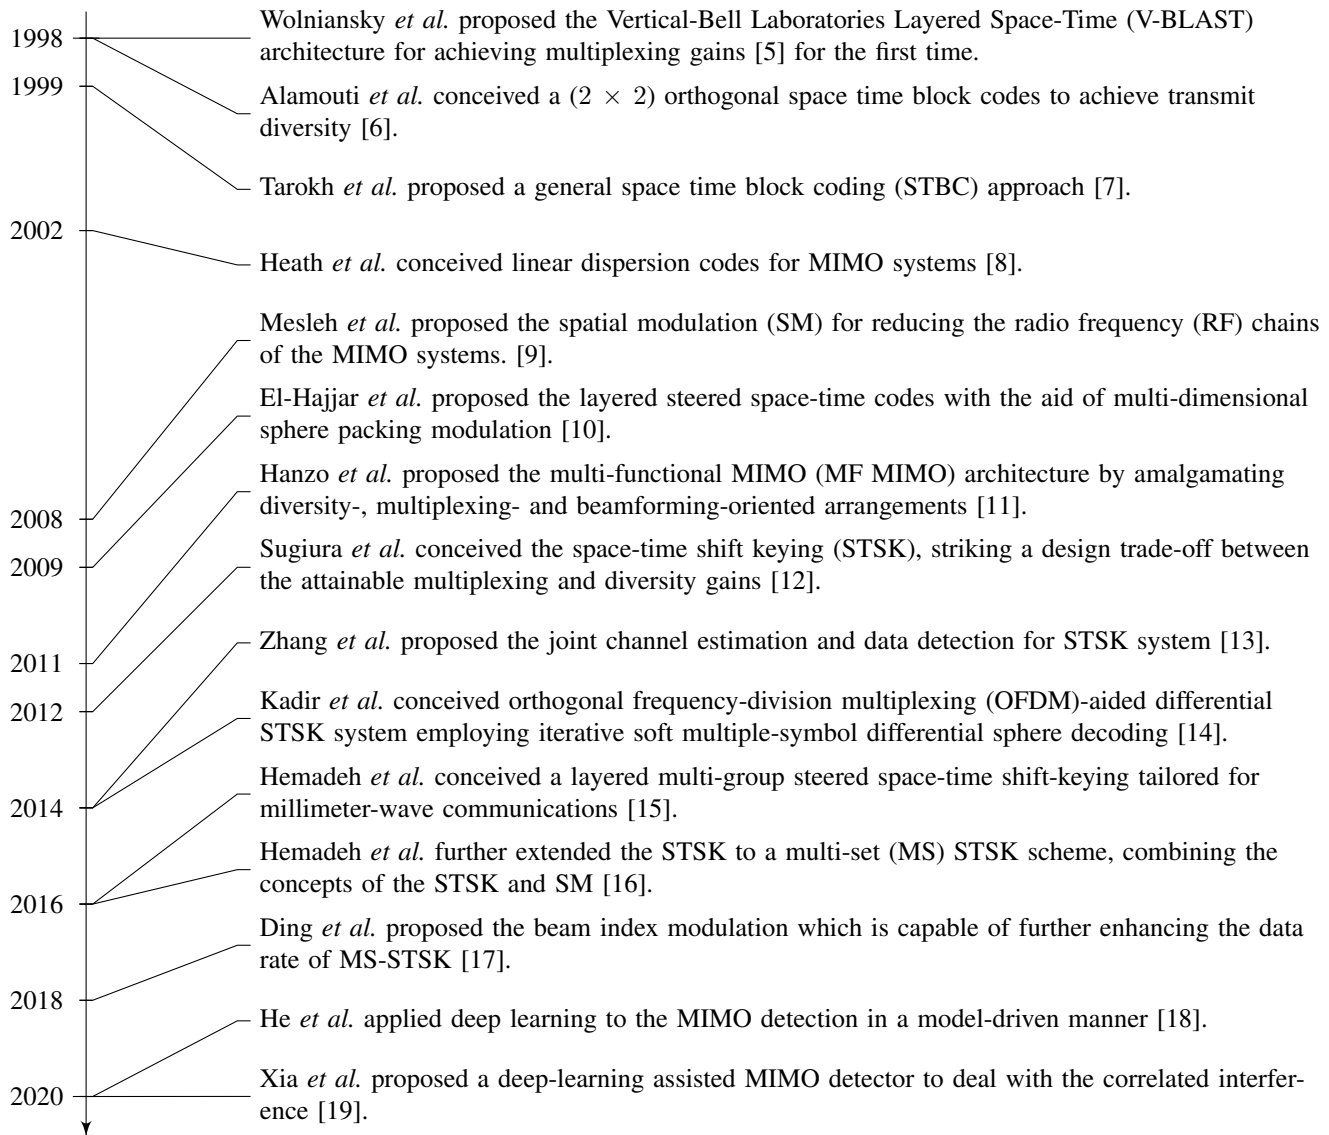 1998
Wolniansky et al. proposed the Vertical-Bell Laboratories Layered Space-Time (V-BLAST)
architecture for achieving multiplexing gains [5] for the first time.
1999
Alamouti et al. conceived a (2 × 2) orthogonal space time block codes to achieve transmit
diversity [6].
Tarokh et al. proposed a general space time block coding (STBC) approach [7].
2002
Heath et al. conceived linear dispersion codes for MIMO systems [8].
Mesleh et al. proposed the spatial modulation (SM) for reducing the radio frequency (RF) chains
of the MIMO systems. [9].
El-Hajjar et al. proposed the layered steered space-time codes with the aid of multi-dimensional
sphere packing modulation [10].
Hanzo et al. proposed the multi-functional MIMO (MF MIMO) architecture by amalgamating
diversity-, multiplexing- and beamforming-oriented arrangements [11].
2008
Sugiura et al. conceived the space-time shift keying (STSK), striking a design trade-off between
the attainable multiplexing and diversity gains [12].
2009
Zhang et al. proposed the joint channel estimation and data detection for STSK system [13].
2011
Kadir et al. conceived orthogonal frequency-division multiplexing (OFDM)-aided differential
STSK system employing iterative soft multiple-symbol differential sphere decoding [14].
2012
Hemadeh et al. conceived a layered multi-group steered space-time shift-keying tailored for
millimeter-wave communications [15].
2014
Hemadeh et al. further extended the STSK to a multi-set (MS) STSK scheme, combining the
concepts of the STSK and SM [16].
2016
Ding et al. proposed the beam index modulation which is capable of further enhancing the data
rate of MS-STSK [17].
2018
He et al. applied deep learning to the MIMO detection in a model-driven manner [18].
2020
Xia et al. proposed a deep-learning assisted MIMO detector to deal with the correlated interfer-
ence [19].